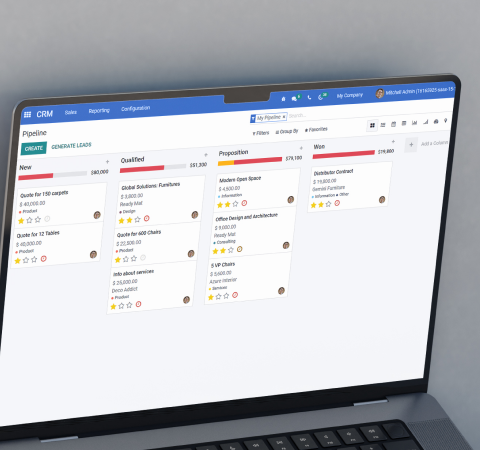 CRM Sales Reporting Configuration My Company Mitchell Admin
Pipeline
My Pipeline
Search...
CREATE GENERATE LEADS
Filters Group By Favorites
New
$80,000
Quote for 150 carpets
$ 40,000.00
Product
Quote for 12 Tables
$ 40,000.00
Product
Qualified
$51,300
Global Solutions: Furnitures
$ 3,800.00
Ready Mat
Design
Quote for 600 Chairs
$ 22,500.00
Product
Info about services
$ 25,000.00
Deco Addict
Product
Proposition
$79,100
Modern Open Space
$ 4,500.00
Information
Office Design and Architecture
$ 9,000.00
Ready Mat
Consulting
5 VP Chairs
$ 5,600.00
Azure Interior
Services
Won
$19,800
Distributor Contract
$ 19,800.00
Gemini Furniture
Information Other
Add a Column